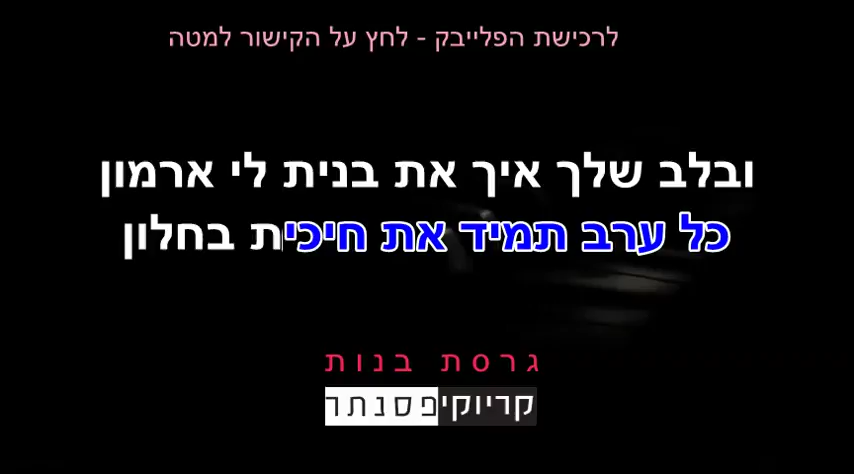 לרכישת הפלייבק - לחץ על הקישור למטה
ובלב שלך איך את בנית לי ארמון
כל ערב תמיד את חיכית בחלון
גרסת בנות
קריוקיפסנתר